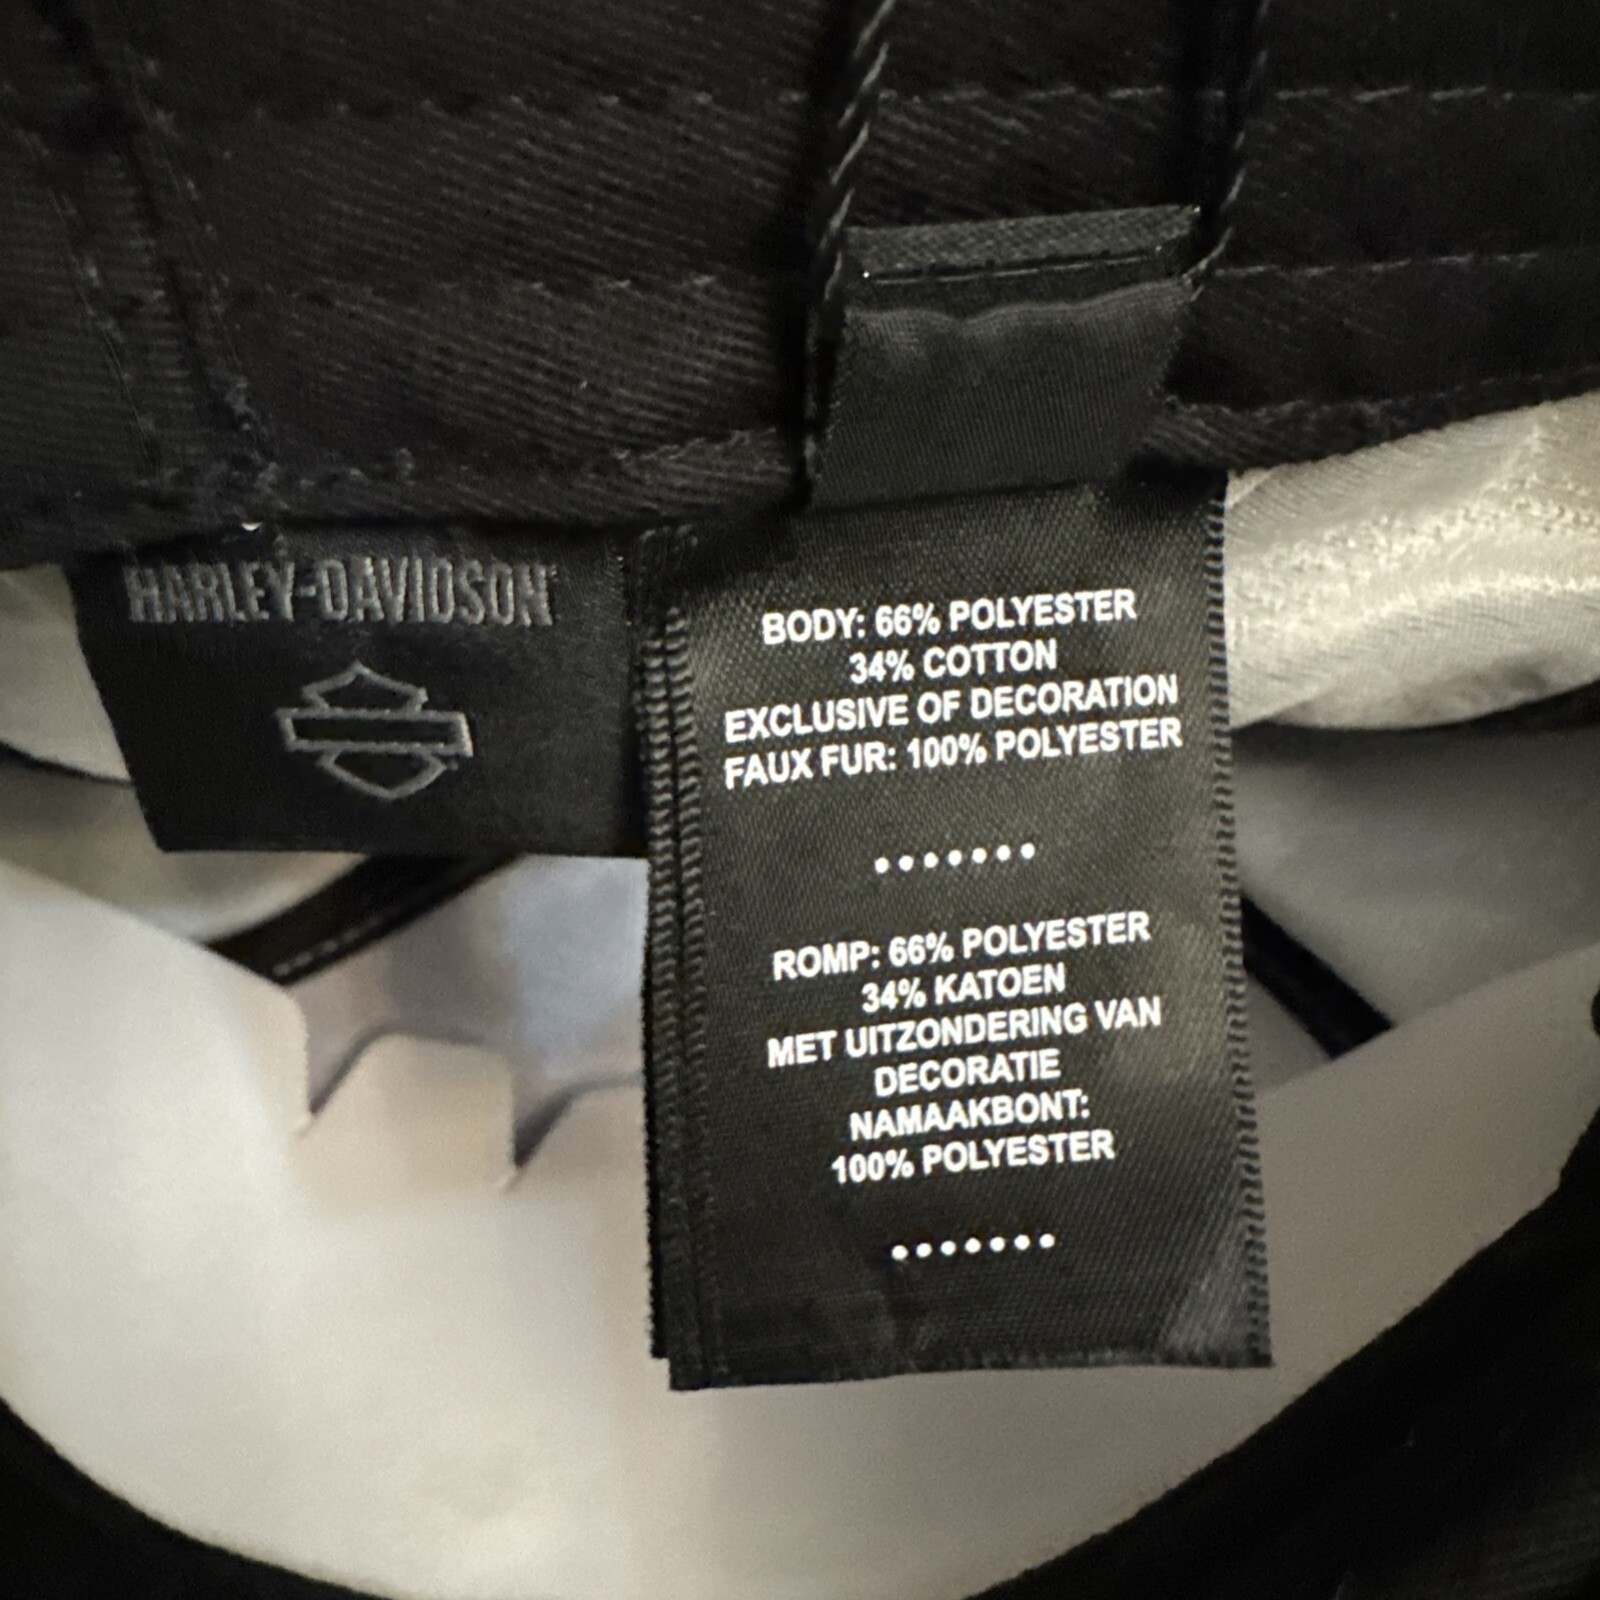 HARLEY-DAVIDSON
BODY: 66% POLYESTER
34% COTTON
EXCLUSIVE OF DECORATION
FAUX FUR: 100% POLYESTER
.......
ROMP: 66% POLYESTER
34% KATOEN
MET UITZONDERING VAN
DECORATIE
NAMAAKBONT:
100% POLYESTER
.......